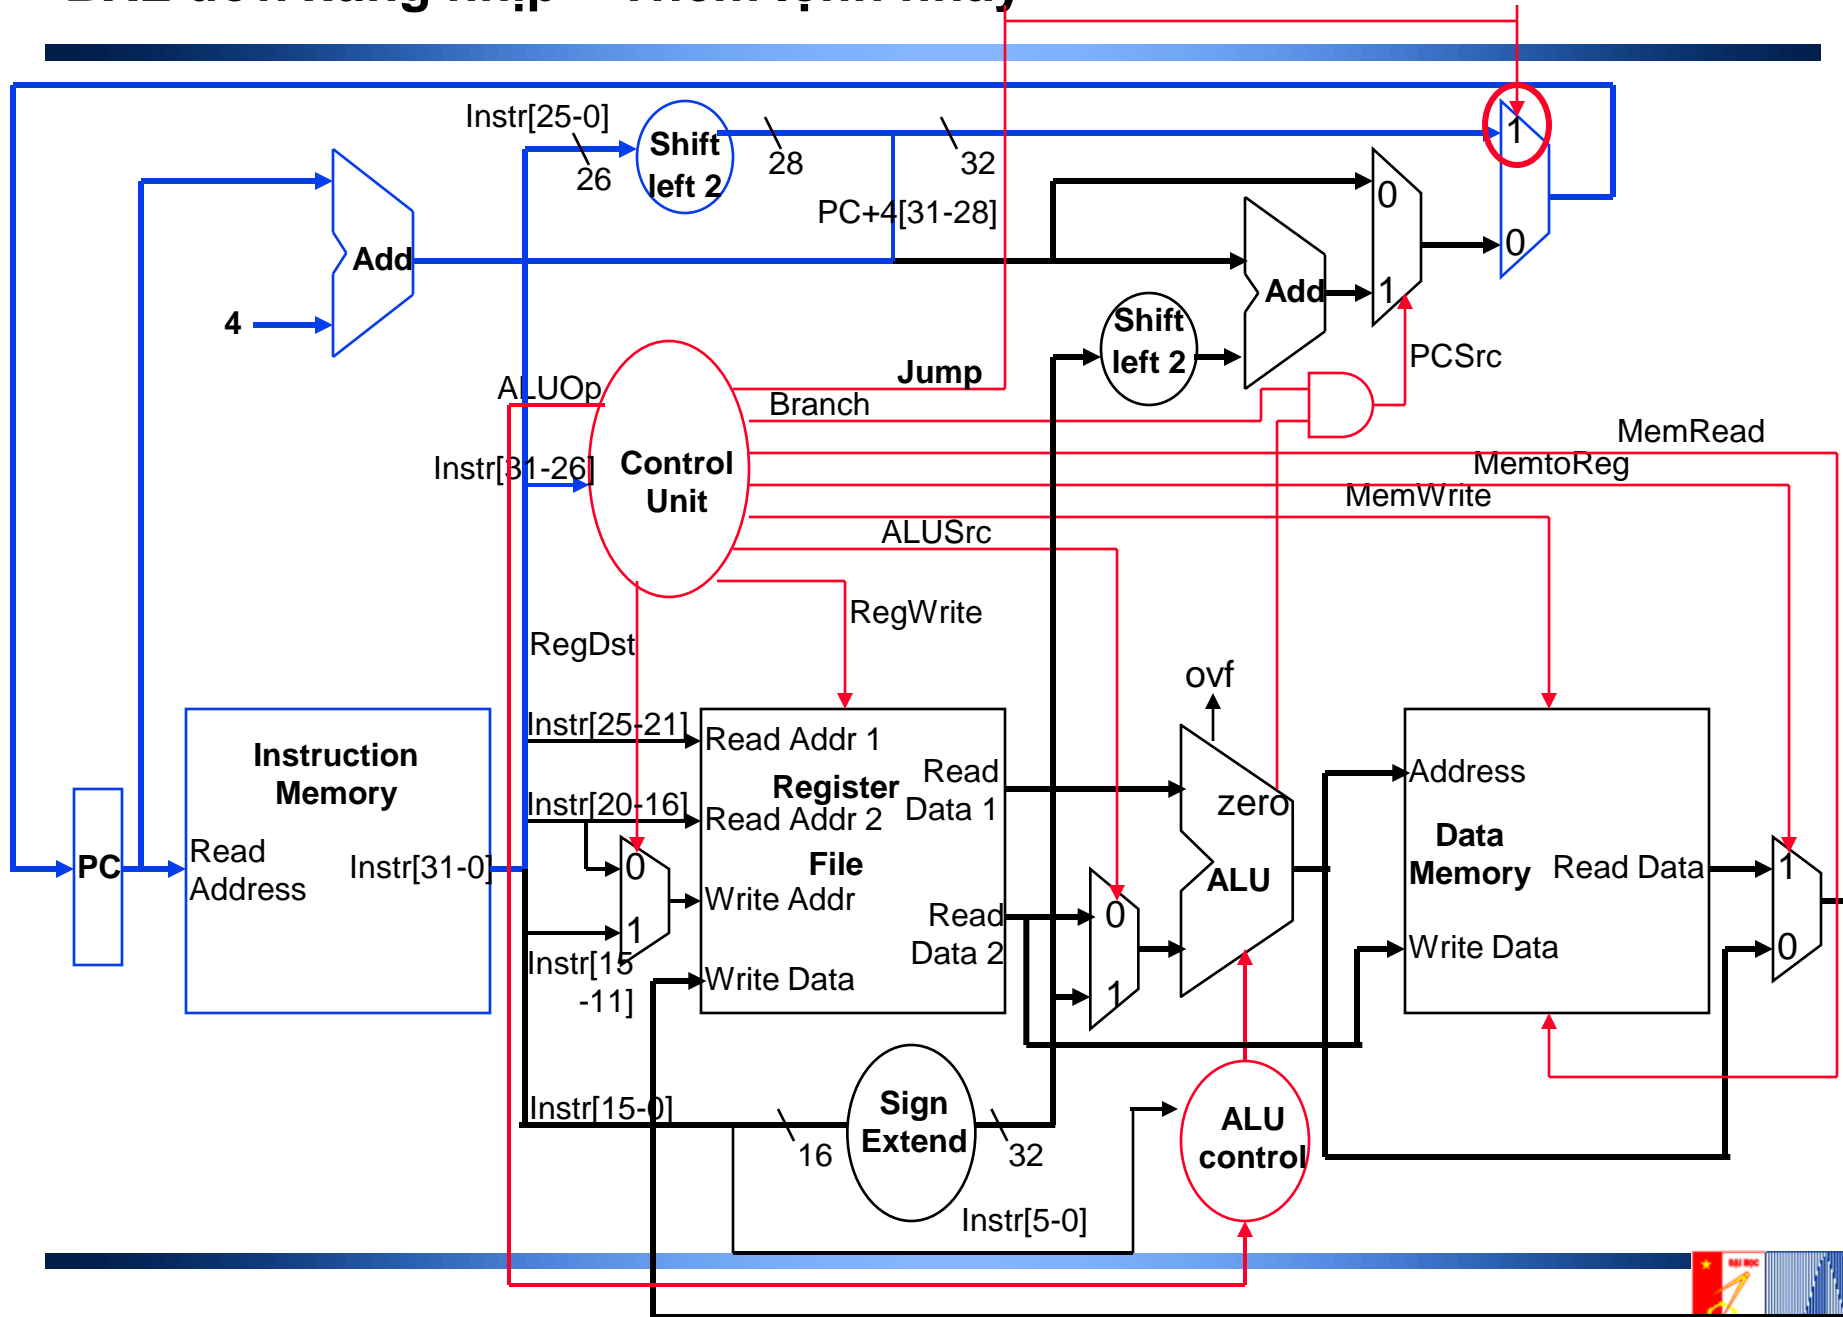 Instr[25-0]
Shift
left 2
26
28
32
PC+4[31-28]
1
0
0
1
Add
4
Add
Shift
left 2
PCSrc
ALUOp
Jump
Branch
MemRead
Instr[31-26]
Control
Unit
MemtoReg
MemWrite
ALUSrc
RegWrite
RegDst
ovf
Instr[25-21]
Read Addr 1
Instruction
Memory
Register
Read
Data 1
Instr[20-16]
Read Addr 2
zero
Address
Data
Memory
PC
Read
Address
Instr[31-0]
0
File
ALU
Read Data
1
Write Addr
1
Read
Data 2
0
Write Data
0
Instr[15
-11]
Write Data
1
Instr[15-0]
Sign
Extend
16
32
ALU
control
Instr[5-0]
ĐẠI HỌC